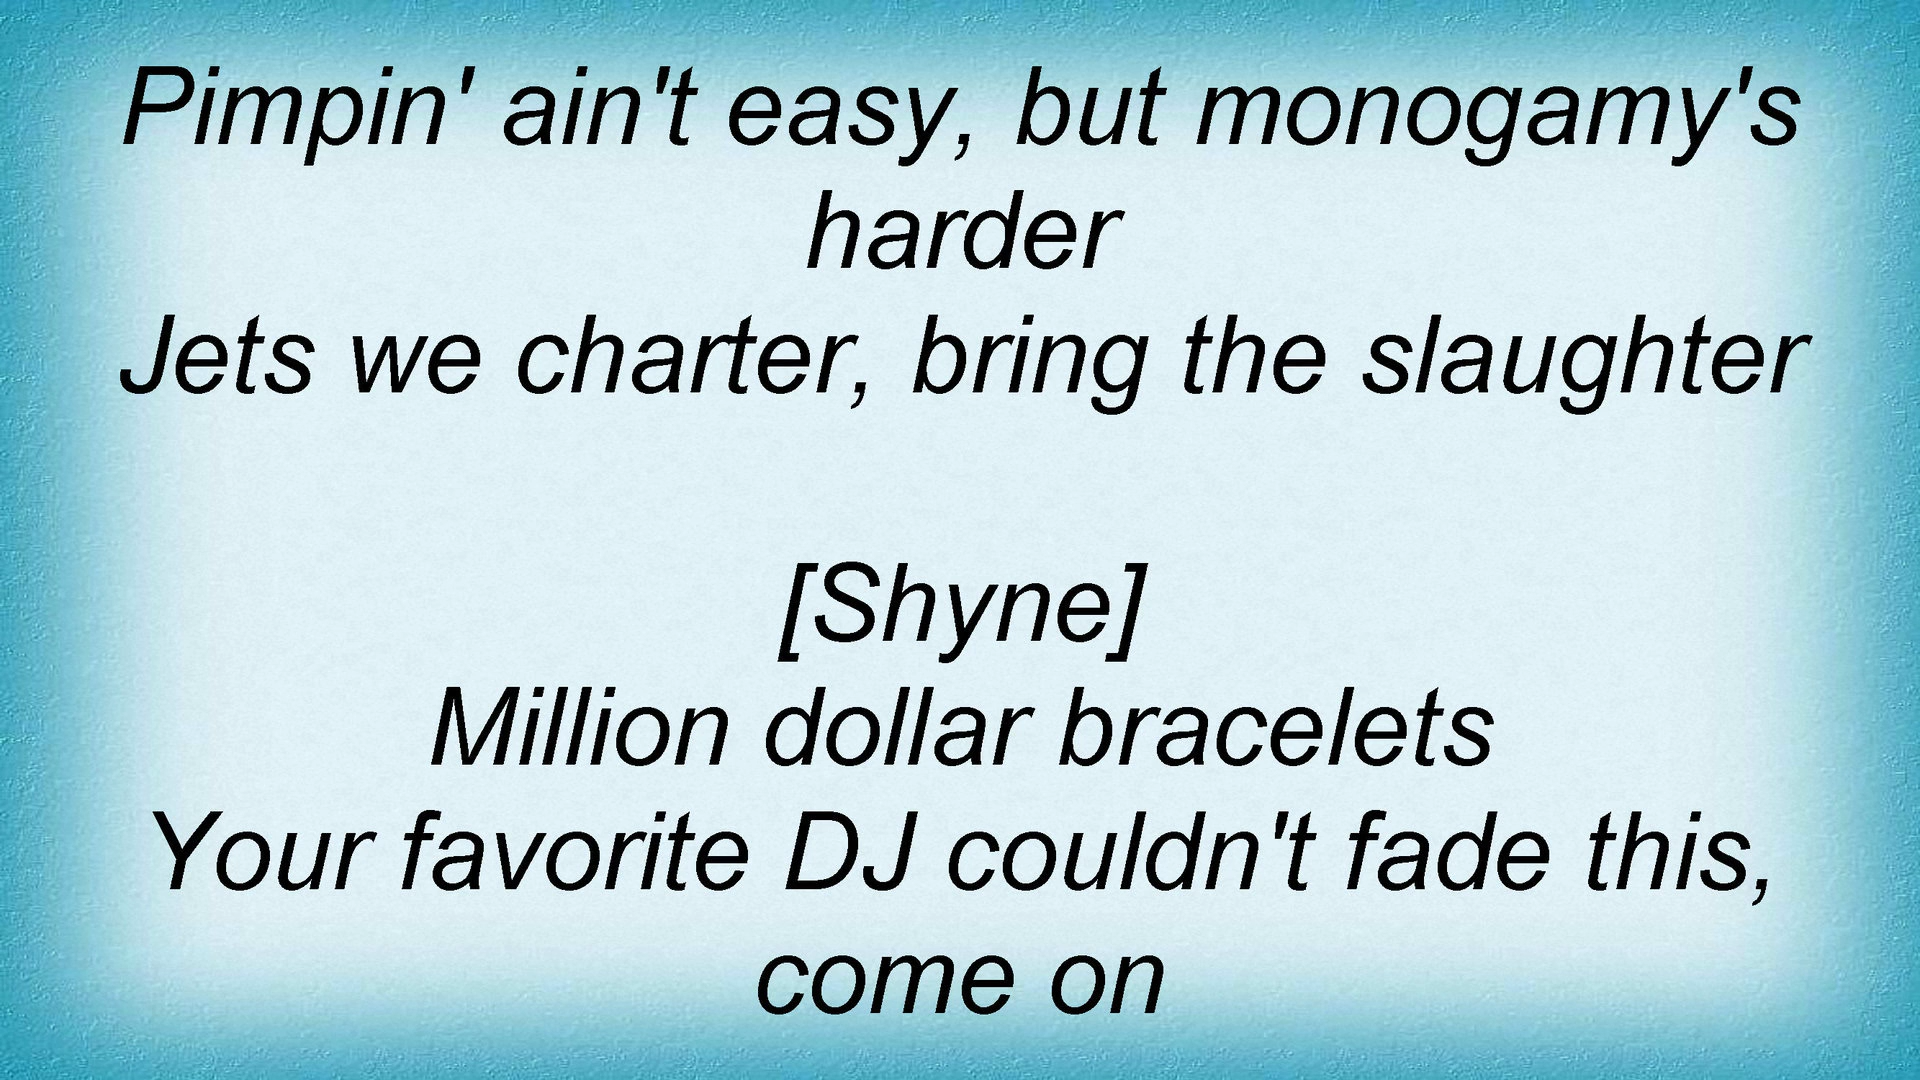 Pimpin' ain't easy, but monogamy's
harder
Jets we charter, bring the slaughter
[Shyne]
Million dollar bracelets
Your favorite DJ couldn't fade this,
come on